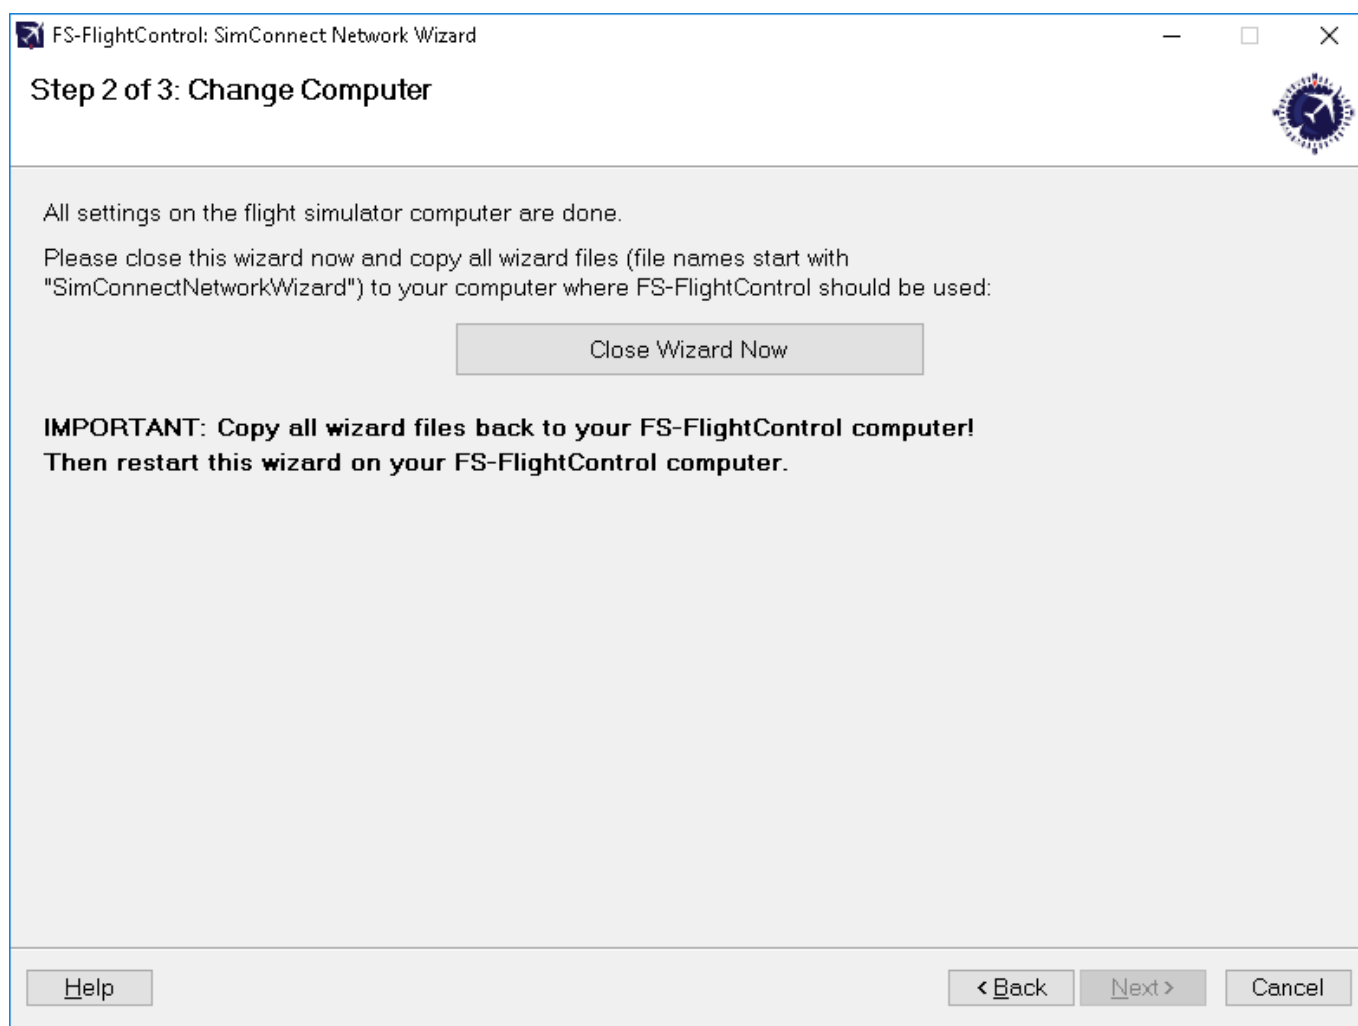 FS-FlightControl: SimConnect Network Wizard
Step 2 of 3: Change Computer
All settings on the flight simulator computer are done.
Please close this wizard now and copy all wizard files (file names start with
"SimConnectNetworkWizard") to your computer where FS-FlightControl should be used:
Close Wizard Now
IMPORTANT: Copy all wizard files back to your FS-FlightControl computer!
Then restart this wizard on your FS-FlightControl computer.
Help
< Back
Next >
Cancel